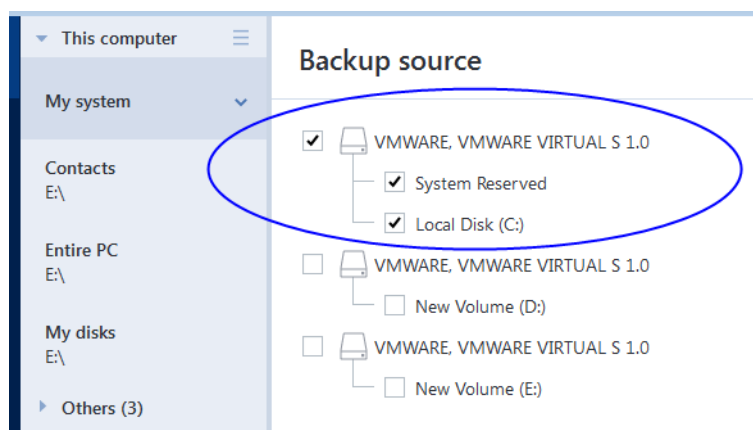 This computer
My system
Contacts
E:\
Entire PC
E:\
My disks
E:\
Others (3)
Backup source
VMWARE, VMWARE VIRTUAL S 1.0
System Reserved
Local Disk (C:)
VMWARE, VMWARE VIRTUAL S 1.0
New Volume (D:)
VMWARE, VMWARE VIRTUAL S 1.0
New Volume (E:)